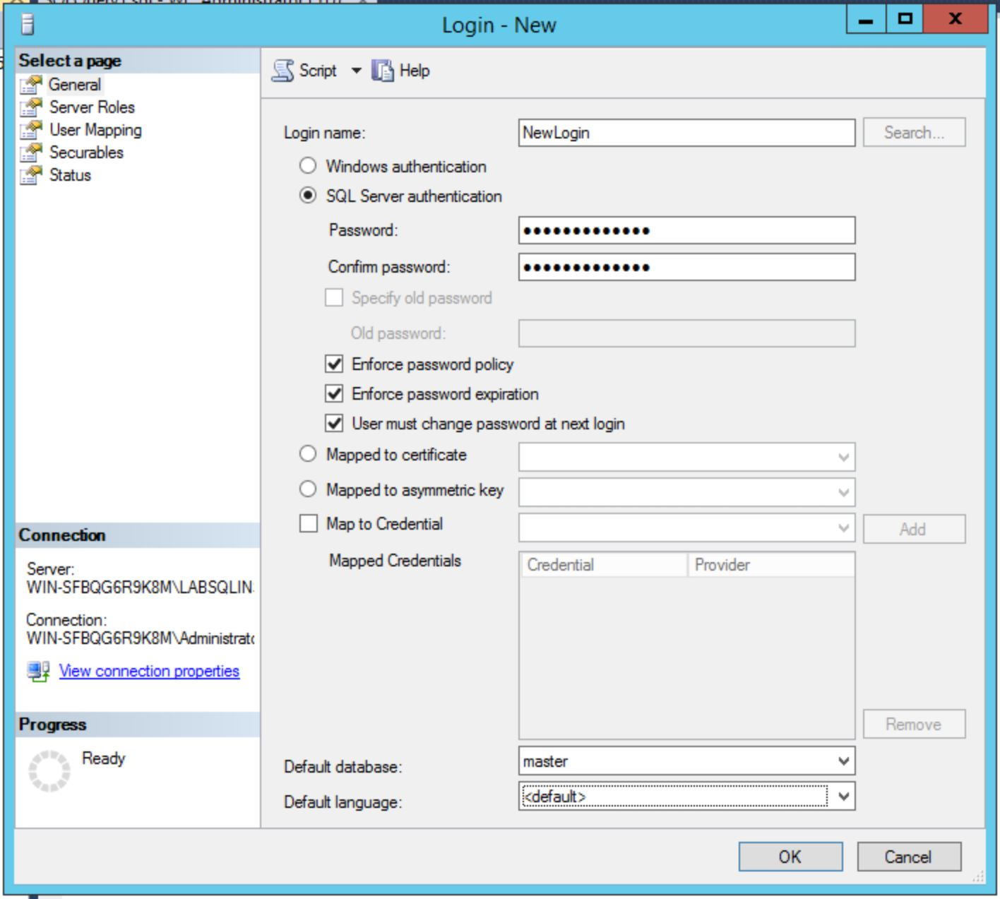 Login - New
Select a page
General
Server Roles
User Mapping
Securables
Status
Script
Help
Login name:
NewLogin
Search...
Windows authentication
SQL Server authentication
Password:
•••••••••••••
Confirm password:
•••••••••••••
Specify old password
Old password:
Enforce password policy
Enforce password expiration
User must change password at next login
Mapped to certificate
Mapped to asymmetric key
Map to Credential
Add
Mapped Credentials
Credential
Provider
Remove
Default database:
master
Default language:
<default>
Connection
Server:
WIN-SFBQG6R9K8M\LABSQLIN
Connection:
WIN-SFBQG6R9K8M\Administrato
View connection properties
Progress
Ready
OK
Cancel